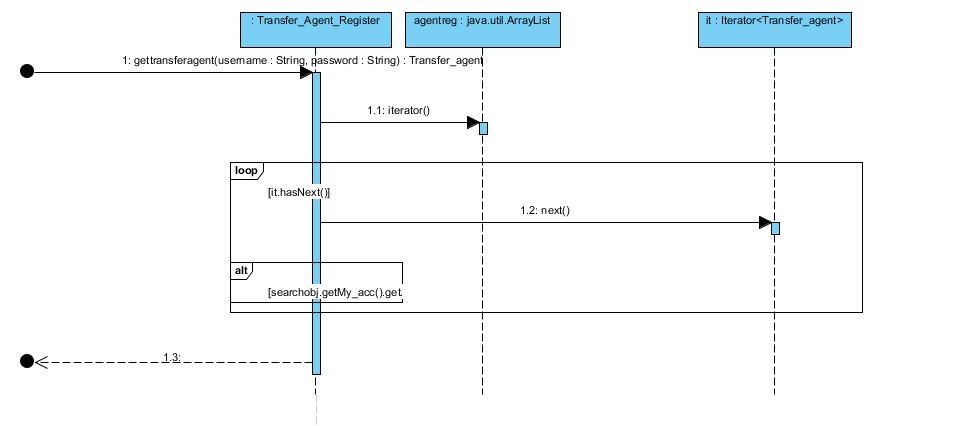 : Transfer_Agent_Register
agentreg : java.util.ArrayList
it : Iterator<Transfer_agent>
1: gettransferagent(username : String, password : String) : Transfer_agent
1.1: iterator()
loop
[it.hasNext()]
1.2: next()
alt
[searchobj.getMy_acc().get.
1.3: